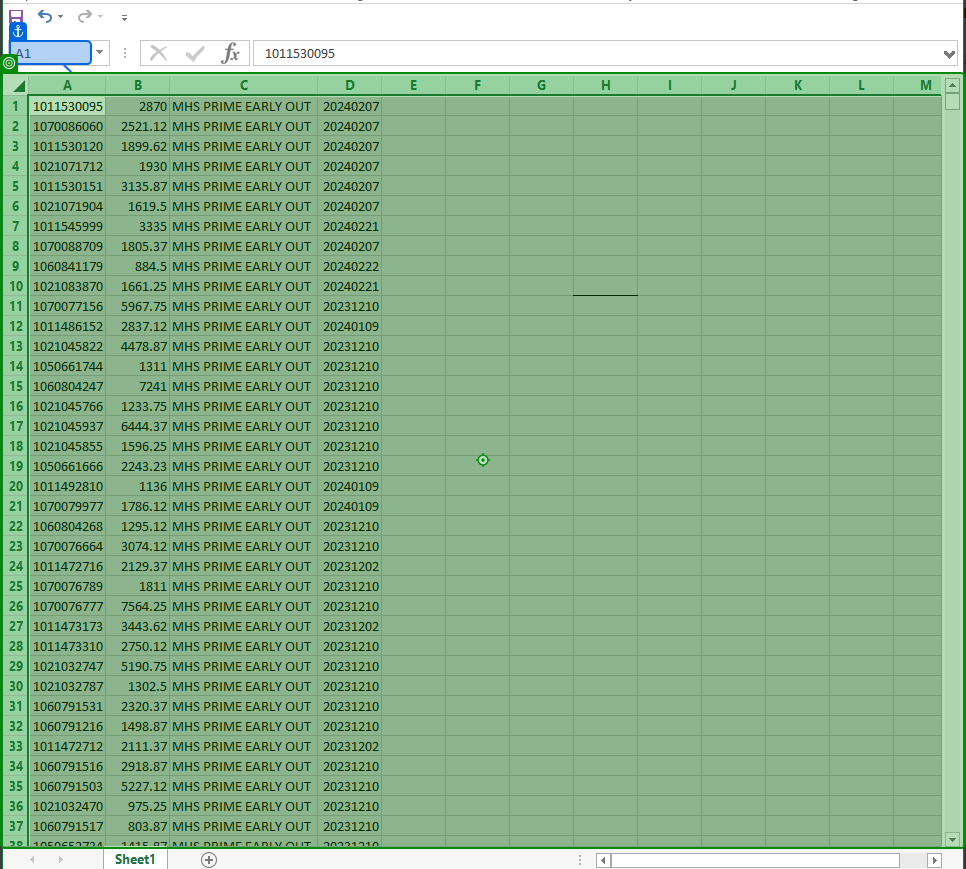 A1 fx 1011530095
A B C D E F G H I J K L M
1 1011530095 2870 MHS PRIME EARLY OUT 20240207
2 1070086060 2521.12 MHS PRIME EARLY OUT 20240207
3 1011530120 1899.62 MHS PRIME EARLY OUT 20240207
4 1021071712 1930 MHS PRIME EARLY OUT 20240207
5 1011530151 3135.87 MHS PRIME EARLY OUT 20240207
6 1021071904 1619.5 MHS PRIME EARLY OUT 20240207
7 1011545999 3335 MHS PRIME EARLY OUT 20240221
8 1070088709 1805.37 MHS PRIME EARLY OUT 20240207
9 1060841179 884.5 MHS PRIME EARLY OUT 20240222
10 1021083870 1661.25 MHS PRIME EARLY OUT 20240221
11 1070077156 5967.75 MHS PRIME EARLY OUT 20231210
12 1011486152 2837.12 MHS PRIME EARLY OUT 20240109
13 1021045822 4478.87 MHS PRIME EARLY OUT 20231210
14 1050661744 1311 MHS PRIME EARLY OUT 20231210
15 1060804247 7241 MHS PRIME EARLY OUT 20231210
16 1021045766 1233.75 MHS PRIME EARLY OUT 20231210
17 1021045937 6444.37 MHS PRIME EARLY OUT 20231210
18 1021045855 1596.25 MHS PRIME EARLY OUT 20231210
19 1050661666 2243.23 MHS PRIME EARLY OUT 20231210
20 1011492810 1136 MHS PRIME EARLY OUT 20240109
21 1070079977 1786.12 MHS PRIME EARLY OUT 20240109
22 1060804268 1295.12 MHS PRIME EARLY OUT 20231210
23 1070076664 3074.12 MHS PRIME EARLY OUT 20231210
24 1011472716 2129.37 MHS PRIME EARLY OUT 20231202
25 1070076789 1811 MHS PRIME EARLY OUT 20231210
26 1070076777 7564.25 MHS PRIME EARLY OUT 20231210
27 1011473173 3443.62 MHS PRIME EARLY OUT 20231202
28 1011473310 2750.12 MHS PRIME EARLY OUT 20231210
29 1021032747 5190.75 MHS PRIME EARLY OUT 20231210
30 1021032787 1302.5 MHS PRIME EARLY OUT 20231210
31 1060791531 2320.37 MHS PRIME EARLY OUT 20231210
32 1060791216 1498.87 MHS PRIME EARLY OUT 20231210
33 1011472712 2111.37 MHS PRIME EARLY OUT 20231202
34 1060791516 2918.87 MHS PRIME EARLY OUT 20231210
35 1060791503 5227.12 MHS PRIME EARLY OUT 20231210
36 1021032470 975.25 MHS PRIME EARLY OUT 20231210
37 1060791517 803.87 MHS PRIME EARLY OUT 20231210
38 MHS PRIME EARLY OUT
Sheet1